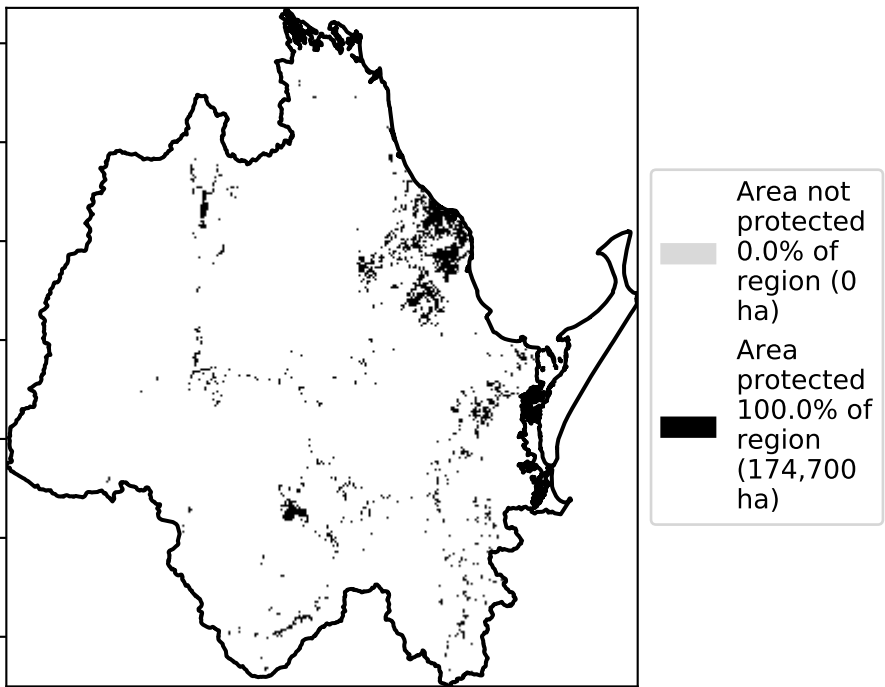 Area not
protected
0.0% of
region (0
ha)
Area
protected
100.0% of
region
(174,700
ha)